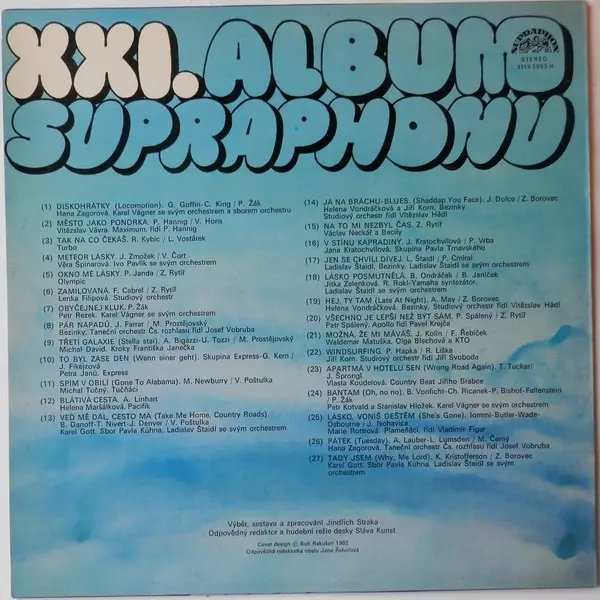 XXI. ALBUM
SUPRAPHONU
SUPRAPHON
STEREO
1113 3093 H
(1) DISKOHRÁTKY (Locomotion). G. Goffin-C. King / P. Žák
Hana Zagorová. Karel Vágner se svým orchestrem a sborem orchestru
(2) MĚSTO JAKO PONORKA. P. Hannig / V. Hons
Vítězslav Vávra. Maximum, řídí P. Hannig
(3) TAK NA CO ČEKÁŠ. R. Kybic / L. Vostárek
Turbo
(4) METEOR LÁSKY. J. Zmožek / V. Čort
Věra Špinarová. Ivo Pavlík se svým orchestrem
(5) OKNO MÉ LÁSKY. P. Janda / Z. Rytíř
Olympic
(6) ZAMILOVANÁ. F. Cabrel / Z. Rytíř
Lenka Filipová. Studiový orchestr
(7) OBYČEJNEJ KLUK. P. Žák
Petr Rezek. Karel Vágner se svým orchestrem
(8) PÁR NÁPADŮ. J. Farrar / M. Prostějovský
Bezinky. Taneční orchestr Čs. rozhlasu řídí Josef Vobruba
(9) TŘETÍ GALAXIE (Stella stai). A. Bigazzi-U. Tozzi / M. Prostějovský
Michal David. Kroky Františka Janečka
(10) TO BYL ZASE DEN (Wenn einer geht). Skupina Express-G. Kern /
J. Fikejzová
Petra Janů. Express
(11) SPÍM V OBILÍ (Gone To Alabama). M. Newburry / V. Poštulka
Michal Tučný. Tučňáci
(12) BLÁTIVÁ CESTA. A. Linhart
Helena Maršálková. Pacifik
(13) VEĎ MĚ DÁL, CESTO MÁ (Take Me Home, Country Roads).
B. Danoff-T. Nivert-J. Denver / V. Poštulka
Karel Gott. Sbor Pavla Kühna. Ladislav Štaidl se svým orchestrem
(14) JÁ NA BRÁCHU-BLUES. (Shaddap You Face). J. Dolce / Z. Borovec
Helena Vondráčková a Jiří Korn. Bezinky
Studiový orchestr řídí Vítězslav Hádl
(15) NA TO MI NEZBYL ČAS. Z. Rytíř
Václav Neckář a Bacily
(16) V STÍNU KAPRADINY. J. Kratochvílová / P. Vrba
Jana Kratochvílová. Skupina Pavla Trnavského
(17) JEN SE CHVILI DÍVEJ. L. Štaidl / P. Cmíral
Ladislav Štaidl. Bezinky. Ladislav Štaidl se svým orchestrem
(18) LÁSKO POSMUTNĚLÁ. B. Ondráček / B. Janíček
Jitka Zelenková. R. Rokl-Yamaha syntezátor.
Ladislav Štaidl se svým orchestrem
(19) HEJ, TY TAM (Late At Night). A. May / Z. Borovec
Helena Vondráčková. Bezinky. Studiový orchestr řídí Vítězslav Hádl
(20) VŠECHNO JE LEPŠÍ NEŽ BÝT SÁM. P. Spálený / Z. Rytíř
Petr Spálený. Apollo řídí Pavel Krejča
(21) MOŽNÁ, ŽE MI MÁVÁŠ. J. Kolín / F. Řebíček
Waldemar Matuška. Olga Blechová a KTO
(22) WINDSURFING. P. Hapka / R. Liška
Jiří Korn. Studiový orchestr řídí Jiří Svoboda
(23) APARTMÁ V HOTELU SEN (Wrong Road Again). T. Tucker /
J. Šprongl
Vlasta Koudelová. Country Beat Jiřího Brabce
(24) BANTAM (Oh, no, no). B. Vonficht-Ch. Ricanek-P. Bishof-Fallenstein /
P. Žák
Petr Kotvald a Stanislav Hložek. Karel Vágner se svým orchestrem
(25) LÁSKO, VONÍŠ DEŠTĚM (She's Gone). Iommi-Butler-Wade-
Osbourne / J. Nohavica
Marie Rottrová. Plameňáci, řídí Vladimír Figar
(26) PÁTEK (Tuesday). A. Lauber-L. Lumsden / M. Černý
Hana Zagorová. Taneční orchestr Čs. rozhlasu řídí Josef Vobruba
(27) TADY JSEM (Why, Me Lord). K. Kristofferson / Z. Borovec
Karel Gott. Sbor Pavla Kühna. Ladislav Štaidl se svým
orchestrem
Výběr, sestava a zpracování Jindřich Straka
Odpovědný redaktor a hudební režie desky Sláva Kunst
Cover design © Bob Rakušan 1982
Odpovědná redaktorka obalu Jana Řeholová